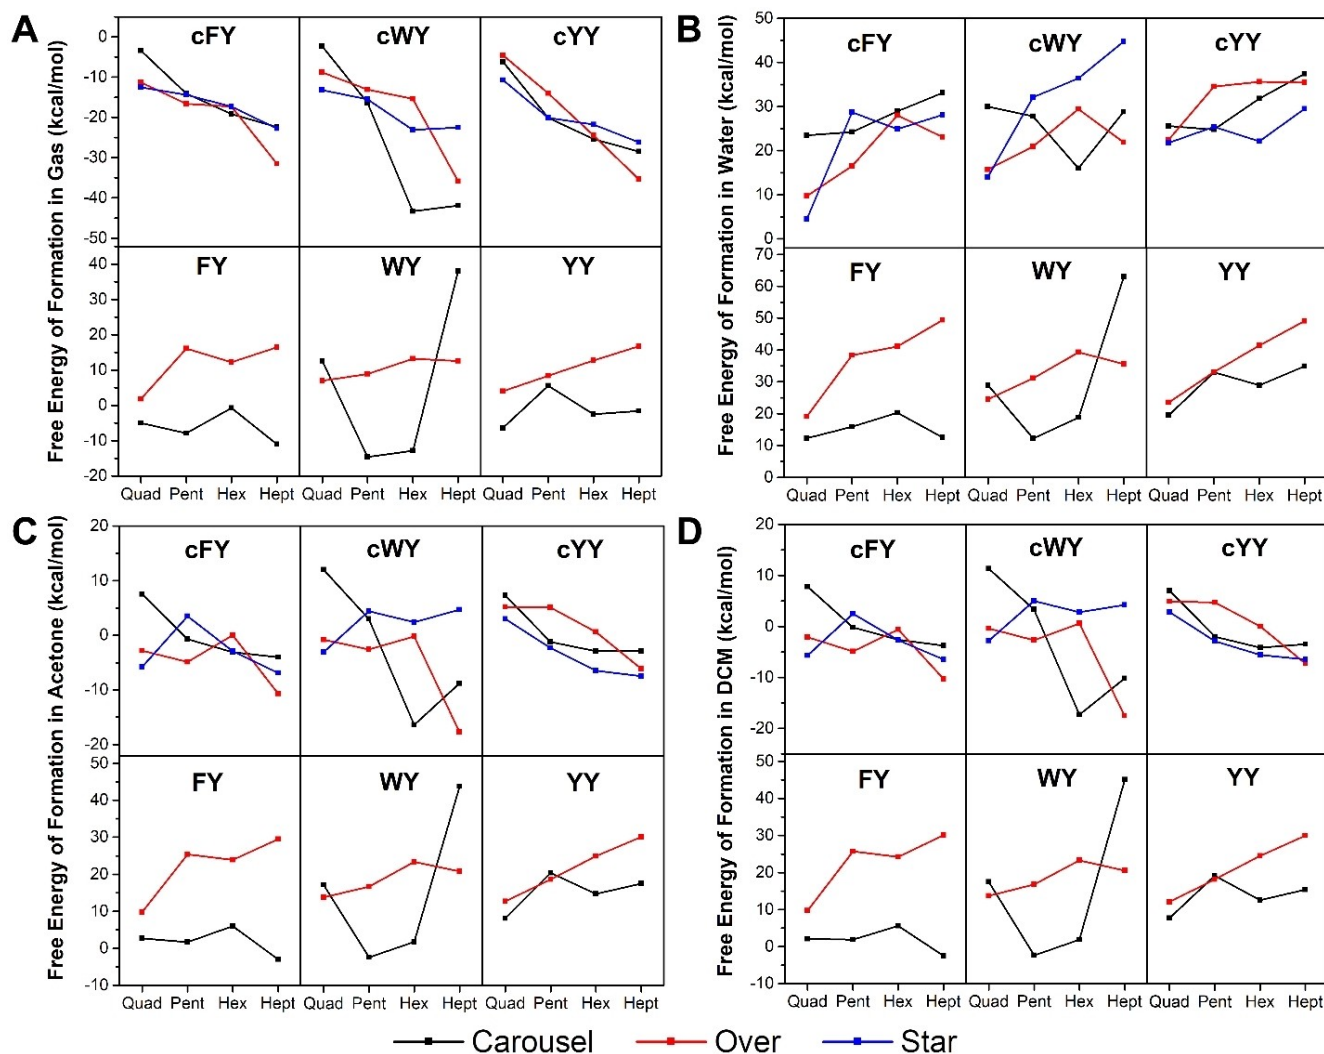 A
Free Energy of Formation in Gas (kcal/mol)
cFY cWY cYY
0
-10
-20
-30
-40
-50
FY WY YY
40
30
20
10
0
-10
-20
Quad Pent Hex Hept Quad Pent Hex Hept Quad Pent Hex Hept
B
Free Energy of Formation in Water (kcal/mol)
cFY cWY cYY
50
40
30
20
10
0
FY WY YY
70
60
50
40
30
20
10
0
Quad Pent Hex Hept Quad Pent Hex Hept Quad Pent Hex Hept
C
Free Energy of Formation in Acetone (kcal/mol)
cFY cWY cYY
20
10
0
-10
-20
FY WY YY
50
40
30
20
10
0
-10
Quad Pent Hex Hept Quad Pent Hex Hept Quad Pent Hex Hept
D
Free Energy of Formation in DCM (kcal/mol)
cFY cWY cYY
20
10
0
-10
-20
FY WY YY
50
40
30
20
10
0
-10
Quad Pent Hex Hept Quad Pent Hex Hept Quad Pent Hex Hept
Carousel Over Star